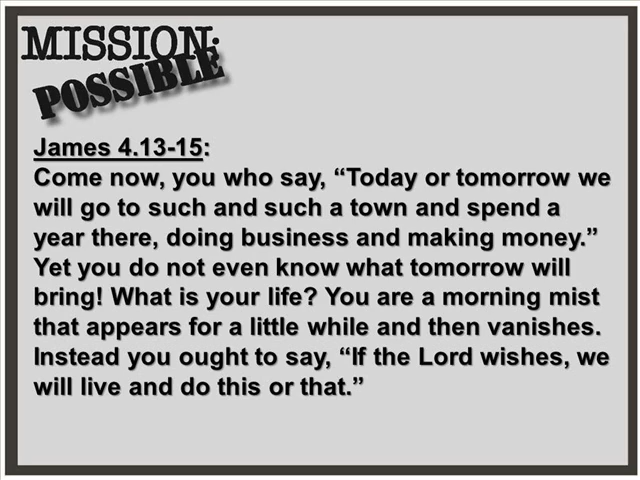 MISSION:
POSSIBLE
James 4.13-15:
Come now, you who say, “Today or tomorrow we
will go to such and such a town and spend a
year there, doing business and making money.”
Yet you do not even know what tomorrow will
bring! What is your life? You are a morning mist
that appears for a little while and then vanishes.
Instead you ought to say, “If the Lord wishes, we
will live and do this or that.”